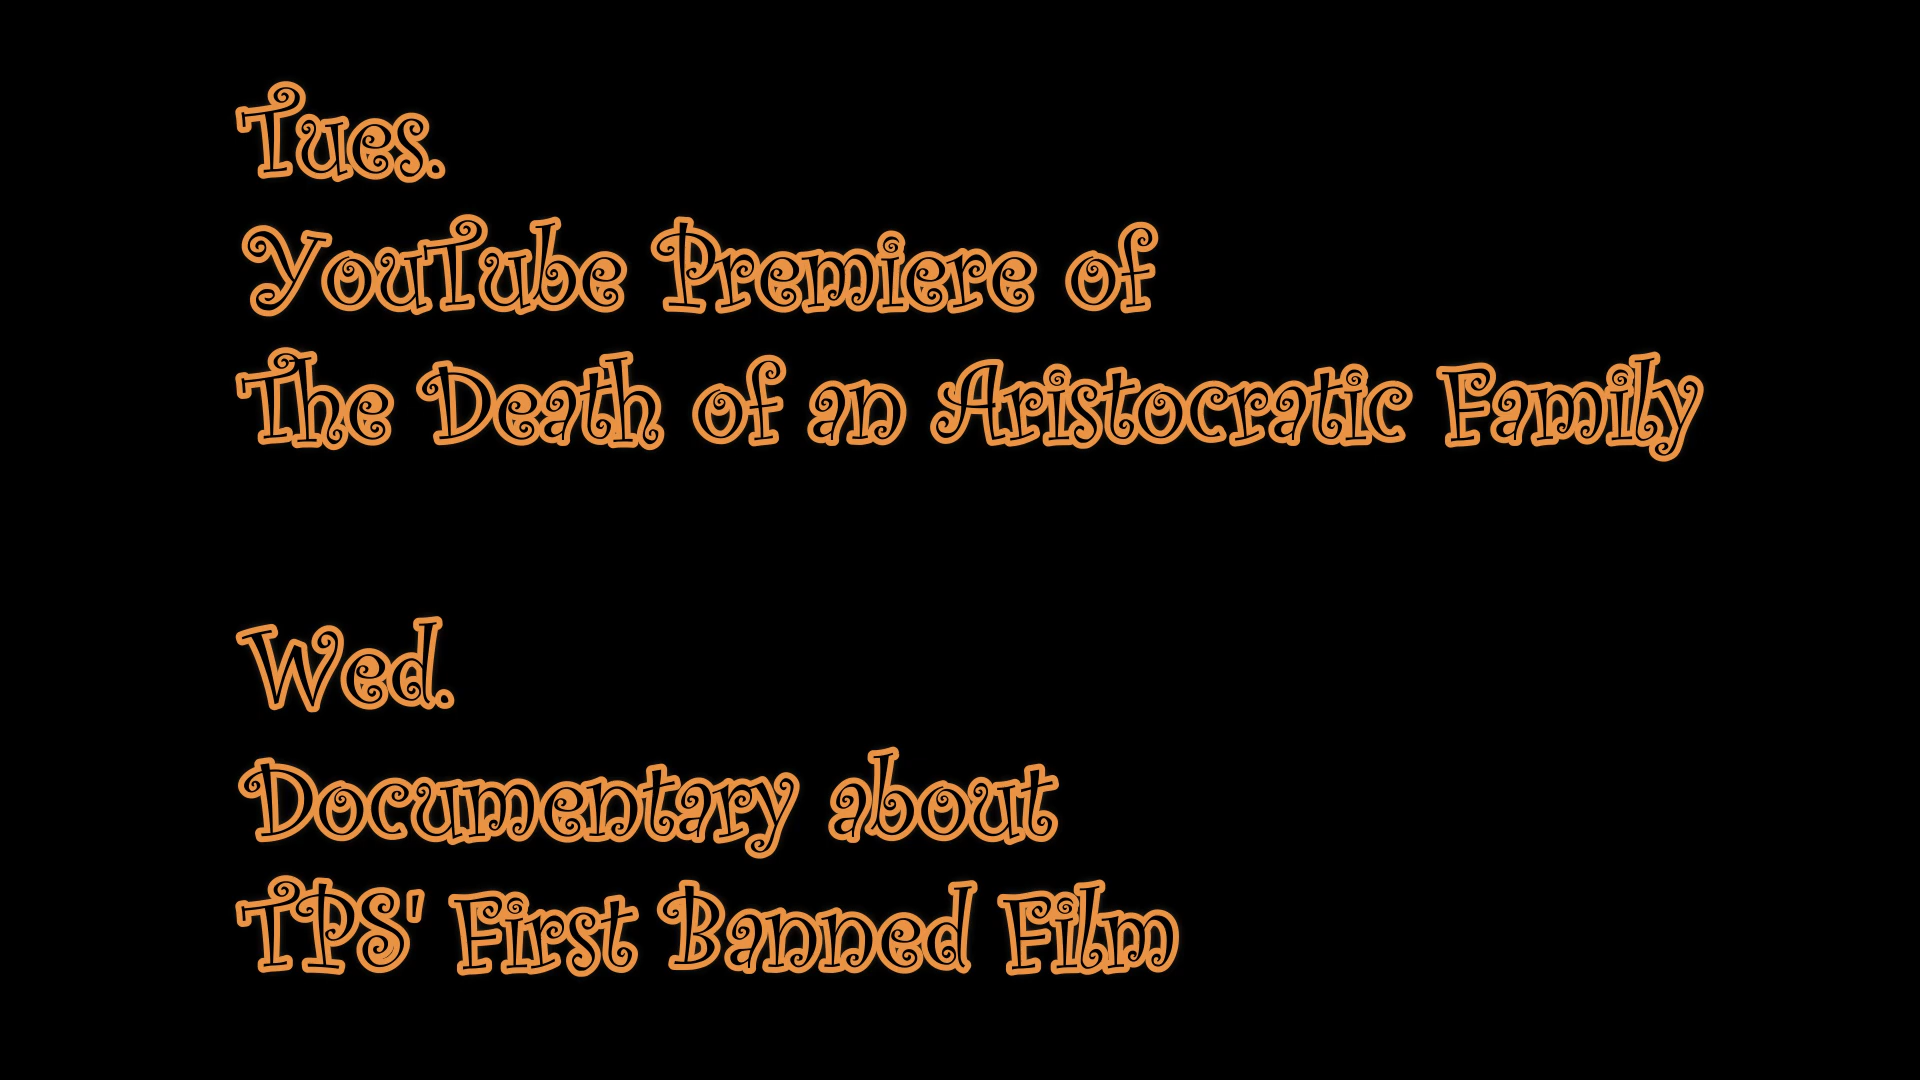 Tues.
YouTube Premiere of
The Death of an Aristocratic Family
Wed.
Documentary about
TPS' First Banned Film